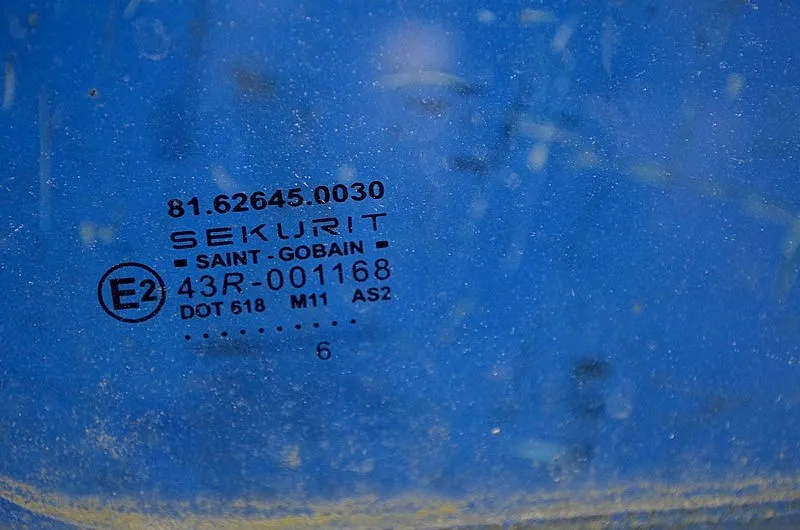 81.62645.0030
SEKURIT
- SAINT-GOBAIN -
E2 43R-001168
DOT 618 M11 AS2
..........
6